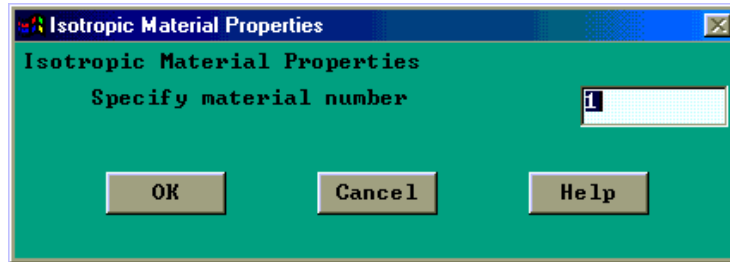 Isotropic Material Properties
Isotropic Material Properties
Specify material number 1
OK Cancel Help